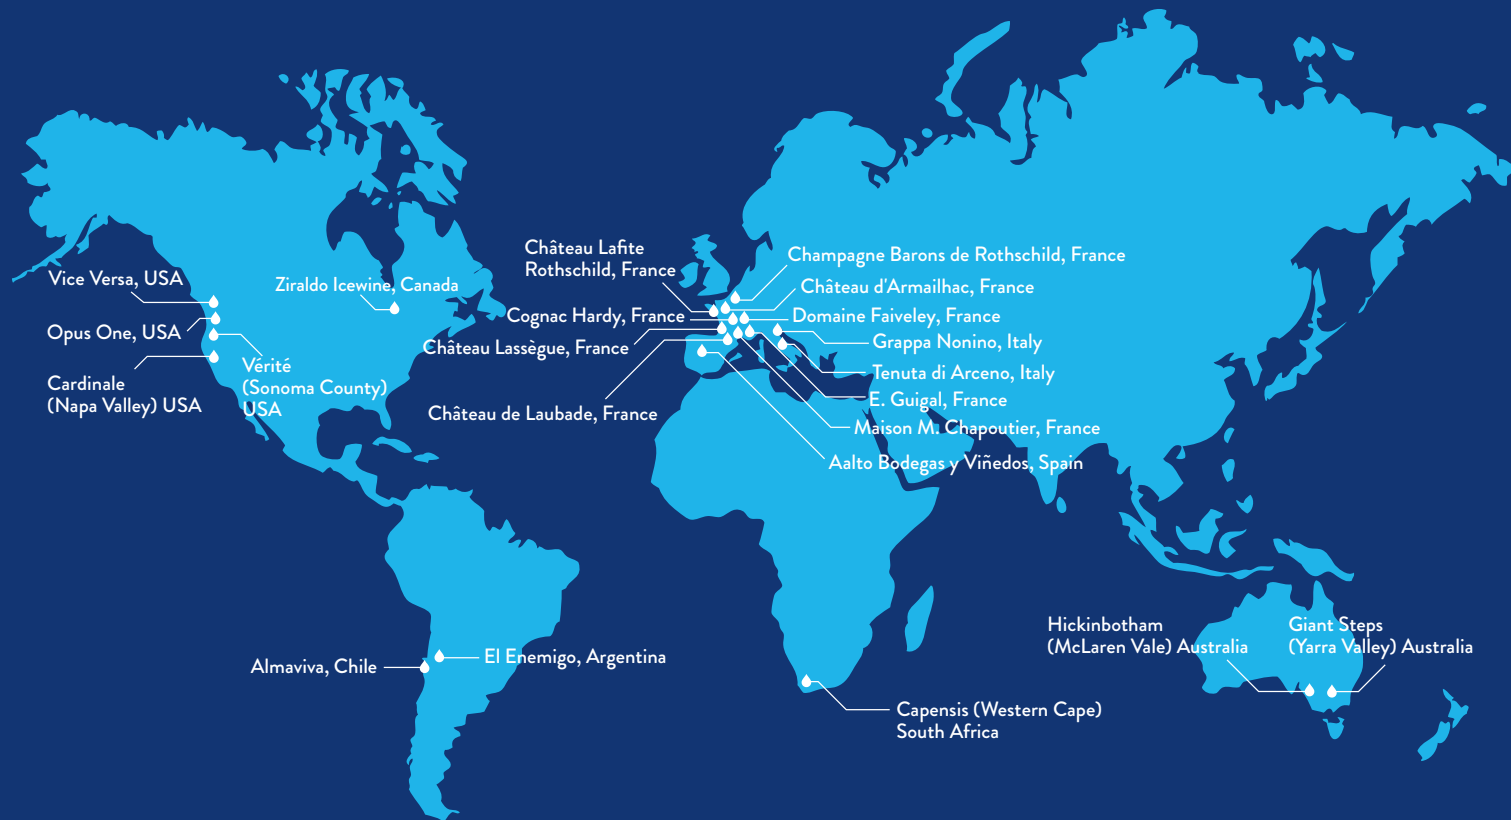 Vice Versa, USA
Opus One, USA
Cardinale
(Napa Valley) USA
Vérité
(Sonoma County)
USA
Ziraldo Icewine, Canada
Château Lafite
Rothschild, France
Cognac Hardy, France
Château Lassègue, France
Château de Laubade, France
Champagne Barons de Rothschild, France
Château d'Armailhac, France
Domaine Faiveley, France
Grappa Nonino, Italy
Tenuta di Arceno, Italy
E. Guigal, France
Maison M. Chapoutier, France
Aalto Bodegas y Viñedos, Spain
Almaviva, Chile
El Enemigo, Argentina
Capensis (Western Cape)
South Africa
Hickinbotham
(McLaren Vale) Australia
Giant Steps
(Yarra Valley) Australia